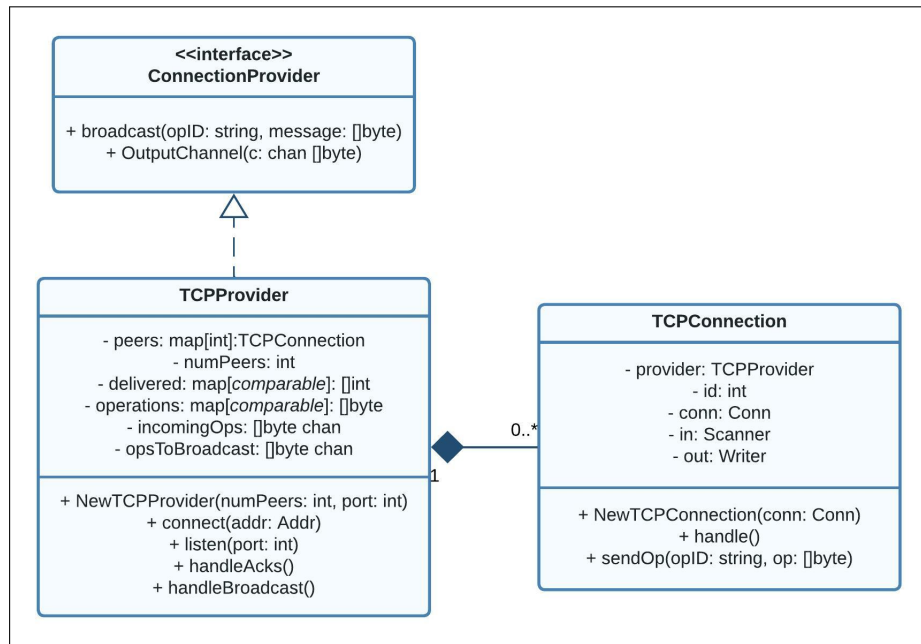 <<interface>>
ConnectionProvider
+ broadcast(opID: string, message: []byte)
+ OutputChannel(c: chan []byte)
TCPProvider
- peers: map[int]:TCPConnection
- numPeers: int
- delivered: map[comparable]: []int
- operations: map[comparable]: []byte
- incomingOps: []byte chan
- opsToBroadcast: []byte chan
+ NewTCPProvider(numPeers: int, port: int)
+ connect(addr: Addr)
+ listen(port: int)
+ handleAcks()
+ handleBroadcast()
1
0..*
TCPConnection
- provider: TCPProvider
- id: int
- conn: Conn
- in: Scanner
- out: Writer
+ NewTCPConnection(conn: Conn)
+ handle()
+ sendOp(opID: string, op: []byte)